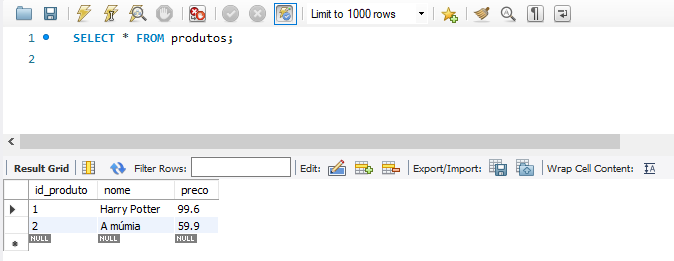 Limit to 1000 rows
1 SELECT * FROM produtos;
2
Result Grid Filter Rows: Edit: Export/Import: Wrap Cell Content:
id_produto nome preco
1 Harry Potter 99.6
2 A múmia 59.9
NULL NULL NULL